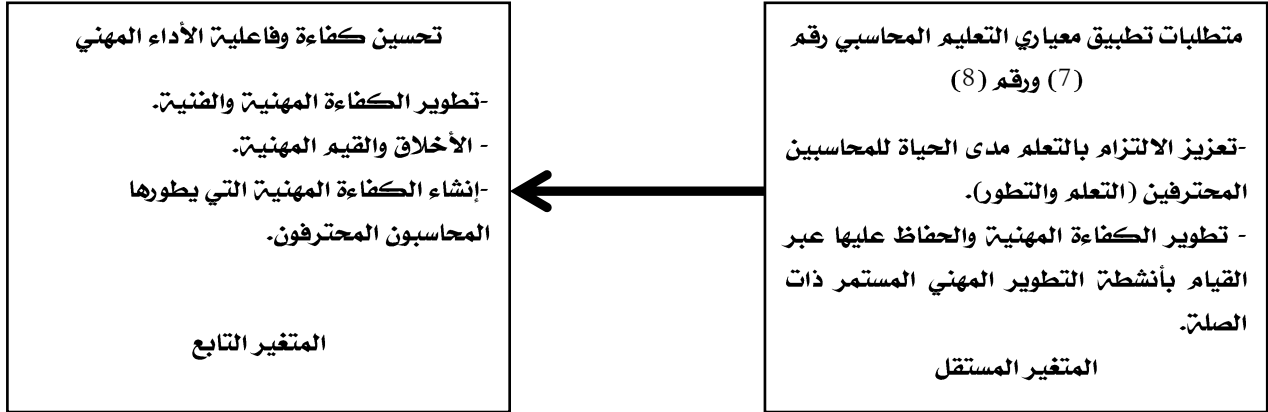 متطلبات تطبيق معياري التعليم المحاسبي رقم
(7) ورقم (8)
-تعزيز الالتزام بالتعلم مدى الحياة للمحاسبين
المحترفين (التعلم والتطور).
- تطوير الكفاءة المهنية والحفاظ عليها عبر
القيام بأنشطة التطوير المهني المستمر ذات
الصلة.
المتغير المستقل
تحسين كفاءة وفاعلية الأداء المهني
-تطوير الكفاءة المهنية والفنية.
- الأخلاق والقيم المهنية.
-إنشاء الكفاءة المهنية التي يطورها
المحاسبون المحترفون.
المتغير التابع